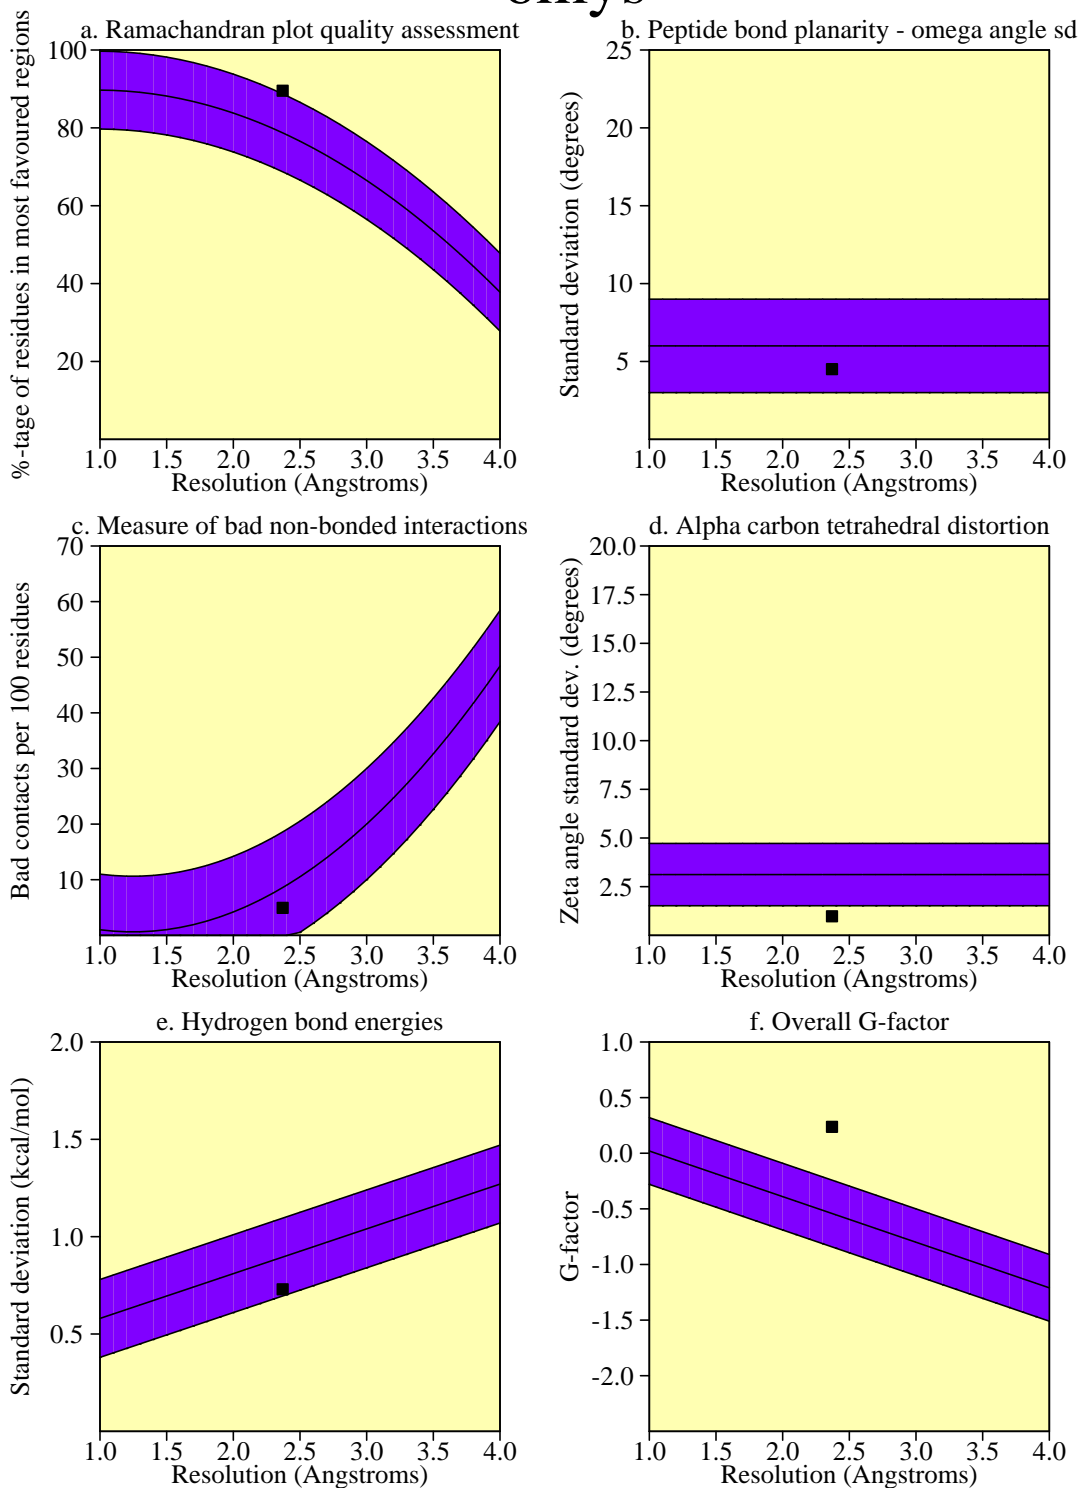 a. Ramachandran plot quality assessment
%-tage of residues in most favoured regions
100
80
60
40
20
1.0 1.5 2.0 2.5 3.0 3.5 4.0
Resolution (Angstroms)
b. Peptide bond planarity - omega angle sd
Standard deviation (degrees)
25
20
15
10
5
1.0 1.5 2.0 2.5 3.0 3.5 4.0
Resolution (Angstroms)
c. Measure of bad non-bonded interactions
Bad contacts per 100 residues
70
60
50
40
30
20
10
1.0 1.5 2.0 2.5 3.0 3.5 4.0
Resolution (Angstroms)
d. Alpha carbon tetrahedral distortion
Zeta angle standard dev. (degrees)
20.0
17.5
15.0
12.5
10.0
7.5
5.0
2.5
1.0 1.5 2.0 2.5 3.0 3.5 4.0
Resolution (Angstroms)
e. Hydrogen bond energies
Standard deviation (kcal/mol)
2.0
1.5
1.0
0.5
1.0 1.5 2.0 2.5 3.0 3.5 4.0
Resolution (Angstroms)
f. Overall G-factor
G-factor
1.0
0.5
0.0
-0.5
-1.0
-1.5
-2.0
1.0 1.5 2.0 2.5 3.0 3.5 4.0
Resolution (Angstroms)